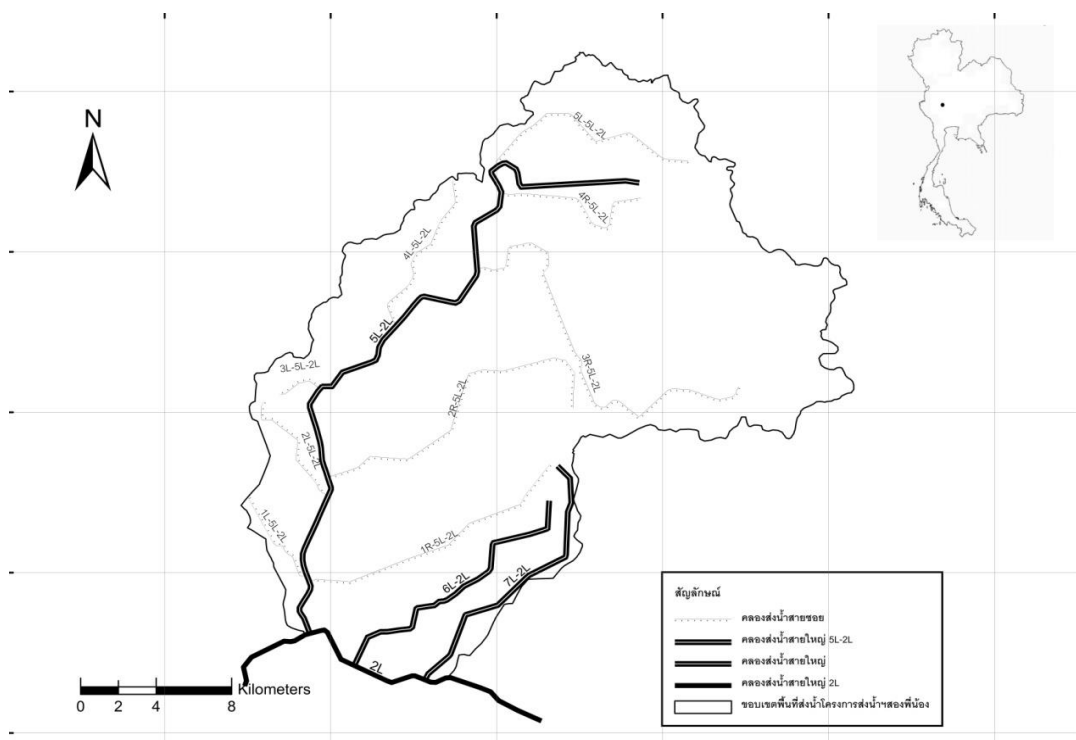 N
5L-5L-2L
4R-5L-2L
4L-5L-2L
5L-2L
3L-5L-2L
3R-5L-2L
2R-5L-2L
2L-5L-2L
1L-5L-2L
1R-5L-2L
6L-2L
7L-2L
2L
Kilometers
0 2 4 8
สัญลักษณ์
คลองส่งน้ำสายซอย
คลองส่งน้ำสายใหญ่ 5L-2L
คลองส่งน้ำสายใหญ่
คลองส่งน้ำสายใหญ่ 2L
ขอบเขตพื้นที่ส่งน้ำโครงการส่งน้ำฯสองพี่น้อง